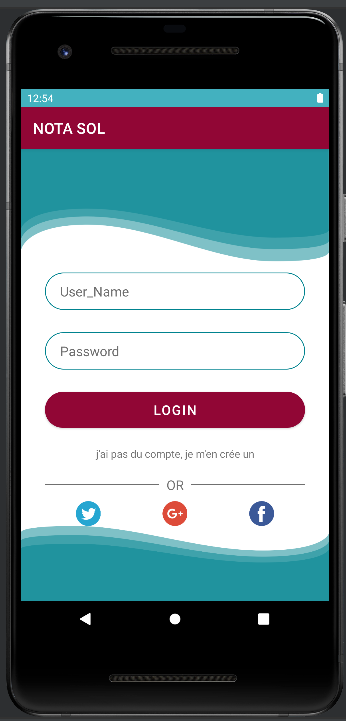 12:54
NOTA SOL
User_Name
Password
LOGIN
j'ai pas du compte, je m'en crée un
OR
G+
f